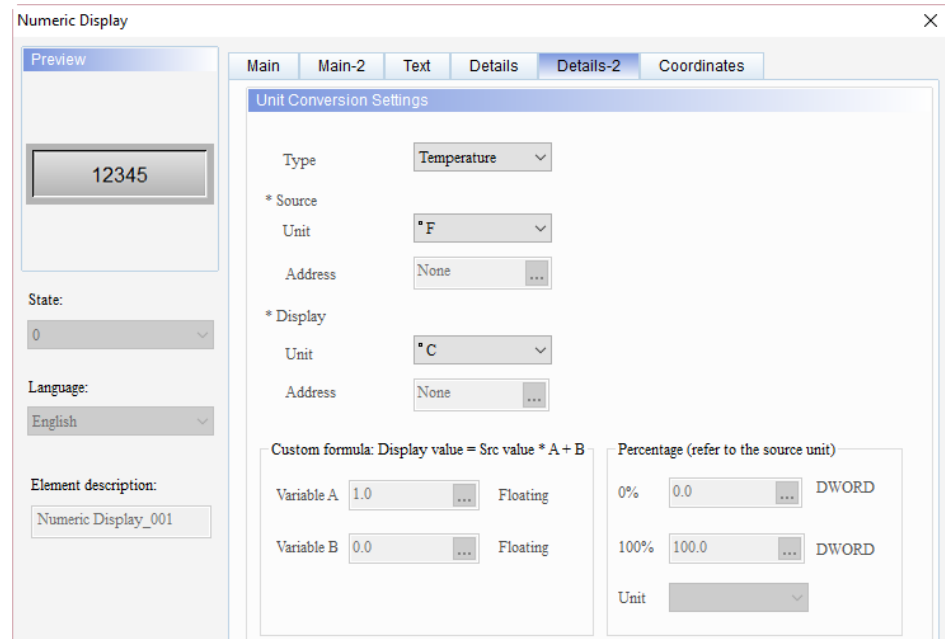 Numeric Display
Preview
Main Main-2 Text Details Details-2 Coordinates
12345
State:
0
Language:
English
Element description:
Numeric Display_001
Unit Conversion Settings
Type Temperature
* Source
Unit °F
Address None ...
* Display
Unit °C
Address None ...
Custom formula: Display value = Src value * A + B
Variable A 1.0 ... Floating
Variable B 0.0 ... Floating
Percentage (refer to the source unit)
0% 0.0 ... DWORD
100% 100.0 ... DWORD
Unit